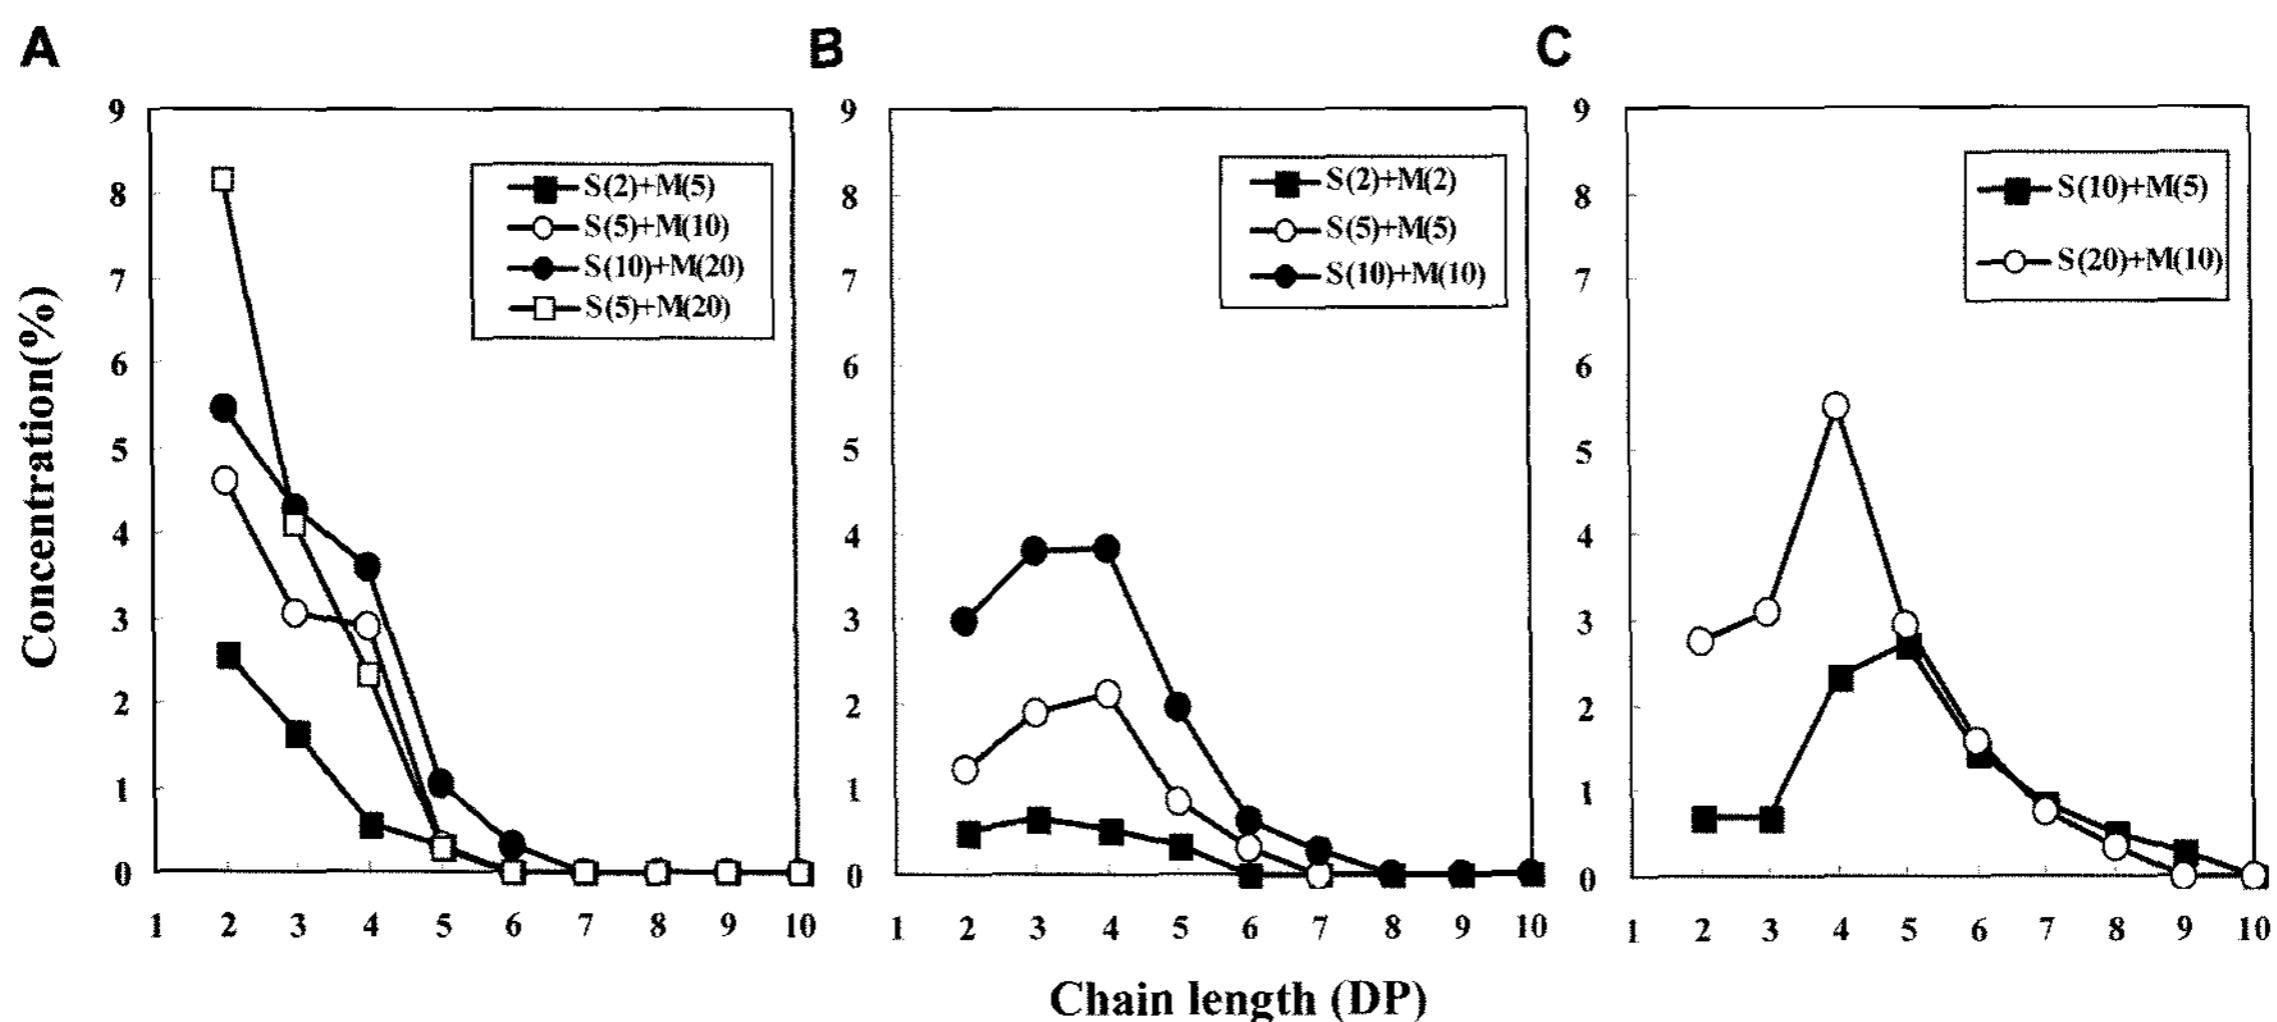 A
B
C
Concentration(%)
9
8
7
6
5
4
3
2
1
0
S(2)+M(5)
S(5)+M(10)
S(10)+M(20)
S(5)+M(20)
1 2 3 4 5 6 7 8 9 10
9
8
7
6
5
4
3
2
1
0
S(2)+M(2)
S(5)+M(5)
S(10)+M(10)
1 2 3 4 5 6 7 8 9 10
9
8
7
6
5
4
3
2
1
0
S(10)+M(5)
S(20)+M(10)
1 2 3 4 5 6 7 8 9 10
Chain length (DP)